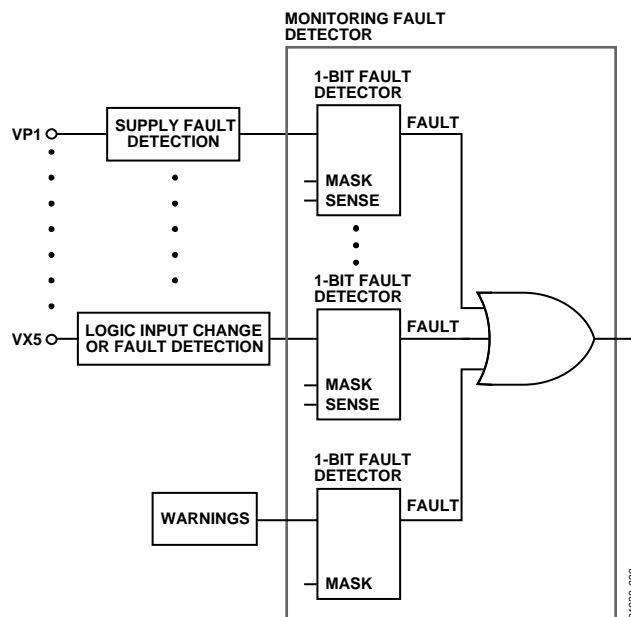 MONITORING FAULT
DETECTOR
1-BIT FAULT
DETECTOR
FAULT
VP1
SUPPLY FAULT
DETECTION
MASK
SENSE
1-BIT FAULT
DETECTOR
FAULT
VX5
LOGIC INPUT CHANGE
OR FAULT DETECTION
MASK
SENSE
1-BIT FAULT
DETECTOR
FAULT
WARNINGS
MASK